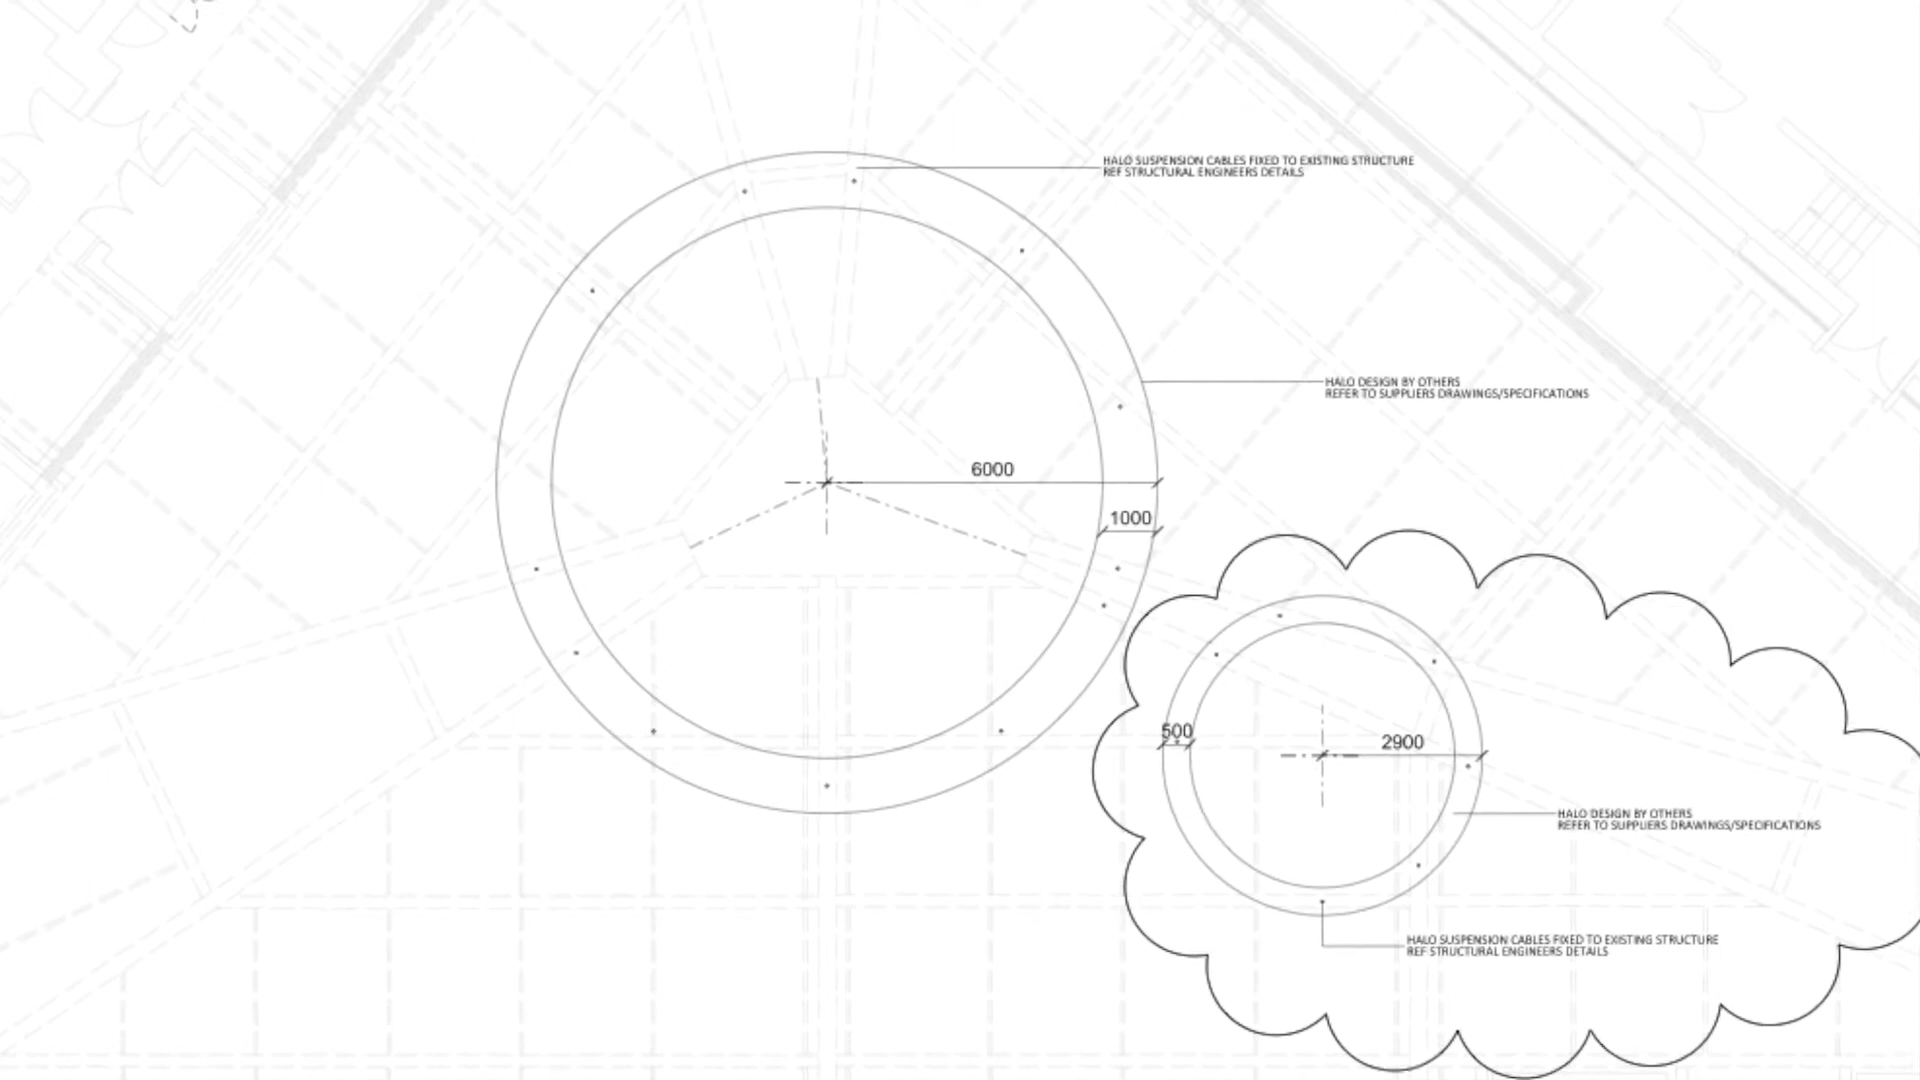 HALO SUSPENSION CABLES FIXED TO EXISTING STRUCTURE
REF STRUCTURAL ENGINEERS DETAILS
HALO DESIGN BY OTHERS
REFER TO SUPPLIERS DRAWINGS/SPECIFICATIONS
6000
1000
500
2900
HALO DESIGN BY OTHERS
REFER TO SUPPLIERS DRAWINGS/SPECIFICATIONS
HALO SUSPENSION CABLES FIXED TO EXISTING STRUCTURE
REF STRUCTURAL ENGINEERS DETAILS